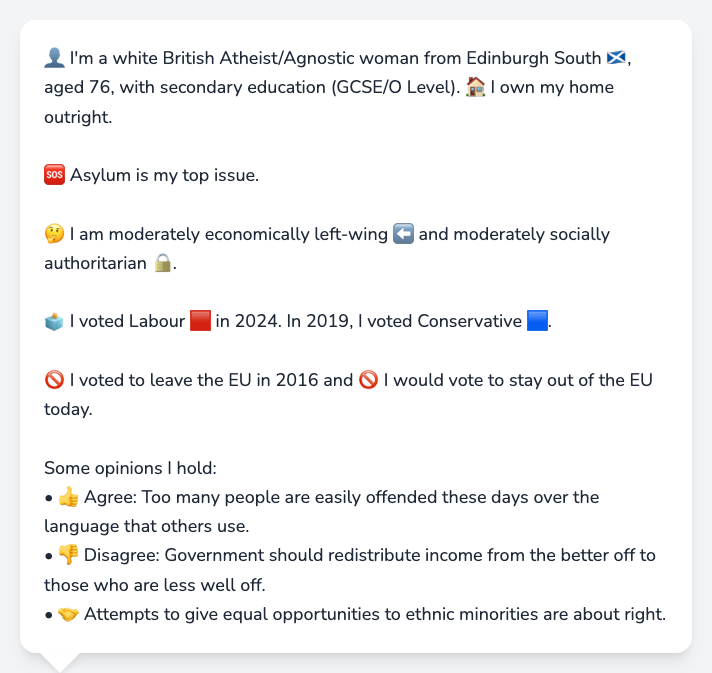 👤 I'm a white British Atheist/Agnostic woman from Edinburgh South 🏴󠁧󠁢󠁳󠁣󠁴󠁿,
aged 76, with secondary education (GCSE/O Level). 🏠 I own my home
outright.
🆘 Asylum is my top issue.
🤔 I am moderately economically left-wing ⬅️ and moderately socially
authoritarian 🔒.
🗳️ I voted Labour 🟥 in 2024. In 2019, I voted Conservative 🟦.
🚫 I voted to leave the EU in 2016 and 🚫 I would vote to stay out of the EU
today.
Some opinions I hold:
• 👍 Agree: Too many people are easily offended these days over the
language that others use.
• 👎 Disagree: Government should redistribute income from the better off to
those who are less well off.
• 🤝 Attempts to give equal opportunities to ethnic minorities are about right.